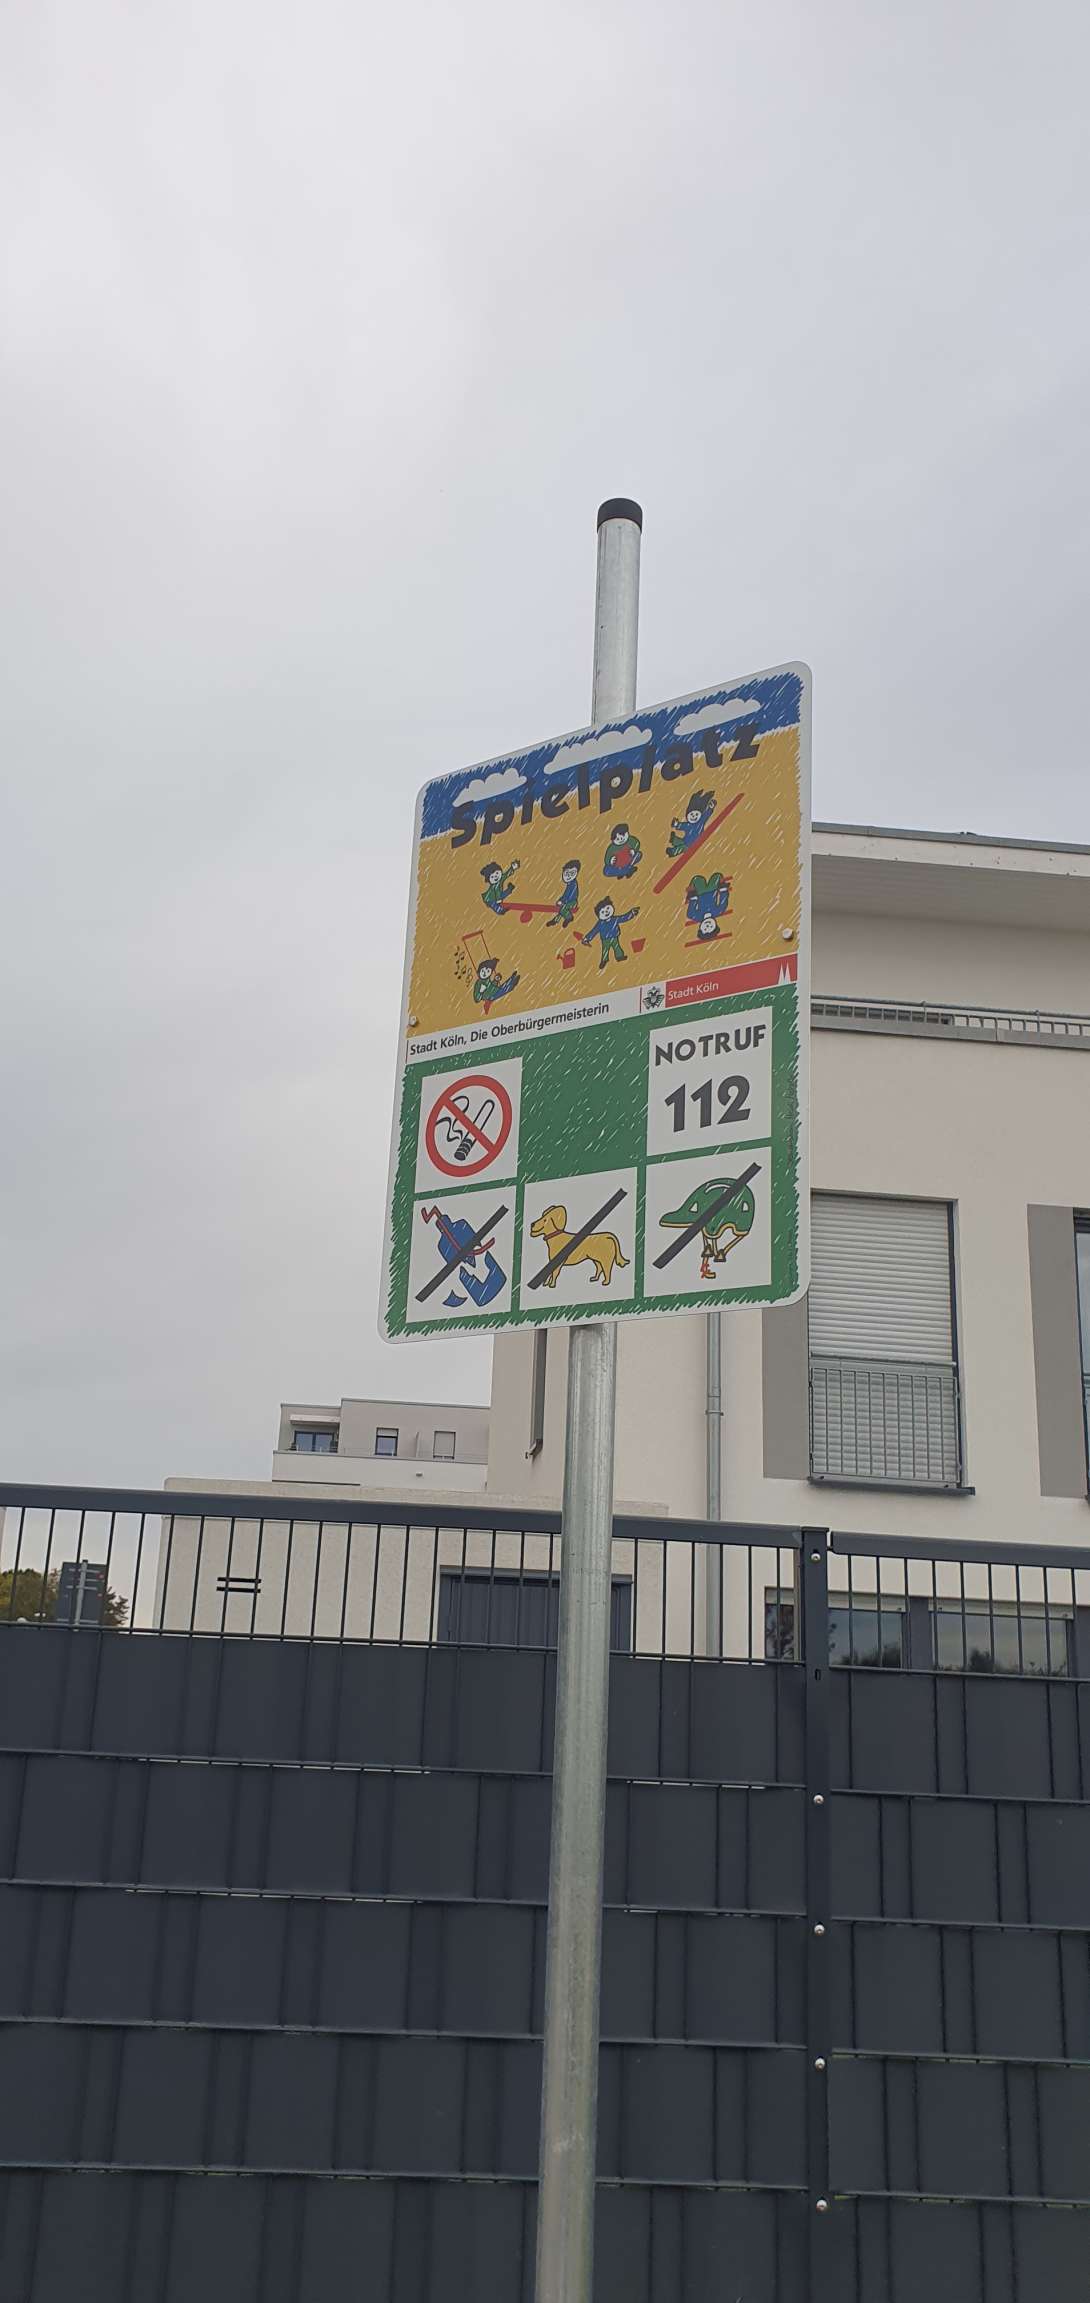 Spielplatz
Stadt Köln, Die Oberbürgermeisterin
Stadt Köln
NOTRUF
112